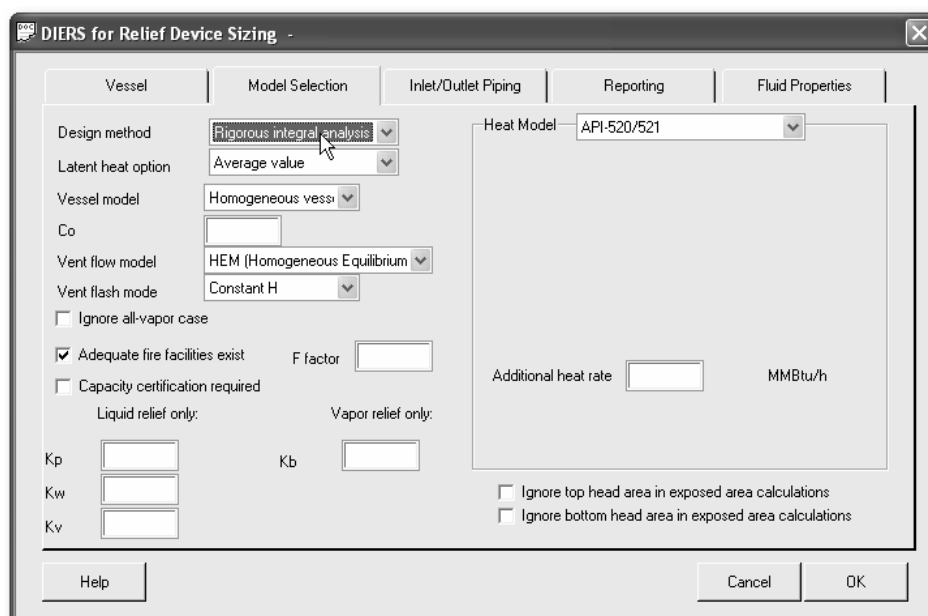 DIERS for Relief Device Sizing -
Vessel
Model Selection
Inlet/Outlet Piping
Reporting
Fluid Properties
Design method
Rigorous integral analysis
Latent heat option
Average value
Vessel model
Homogeneous vess
Co
Vent flow model
HEM (Homogeneous Equilibrium
Vent flash mode
Constant H
Ignore all-vapor case
Adequate fire facilities exist
F factor
Capacity certification required
Liquid relief only:
Vapor relief only:
Kp
Kb
Kw
Kv
Heat Model
API-520/521
Additional heat rate
MMBtu/h
Ignore top head area in exposed area calculations
Ignore bottom head area in exposed area calculations
Help
Cancel
OK